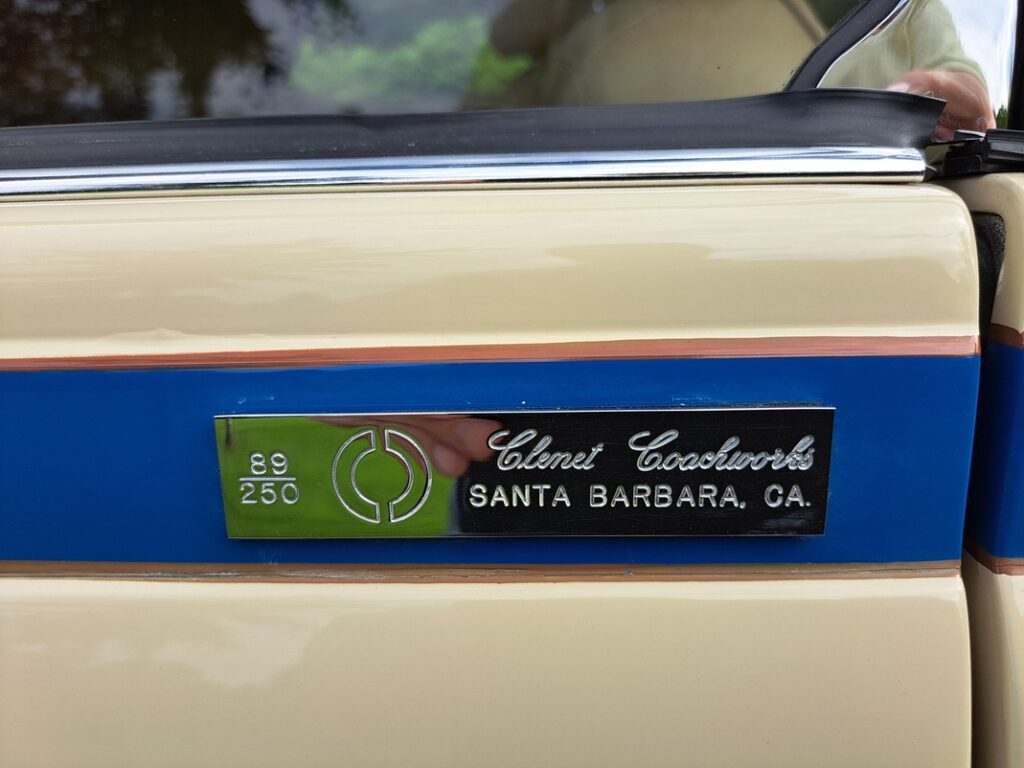 89
250
Clenet Coachworks
SANTA BARBARA, CA.